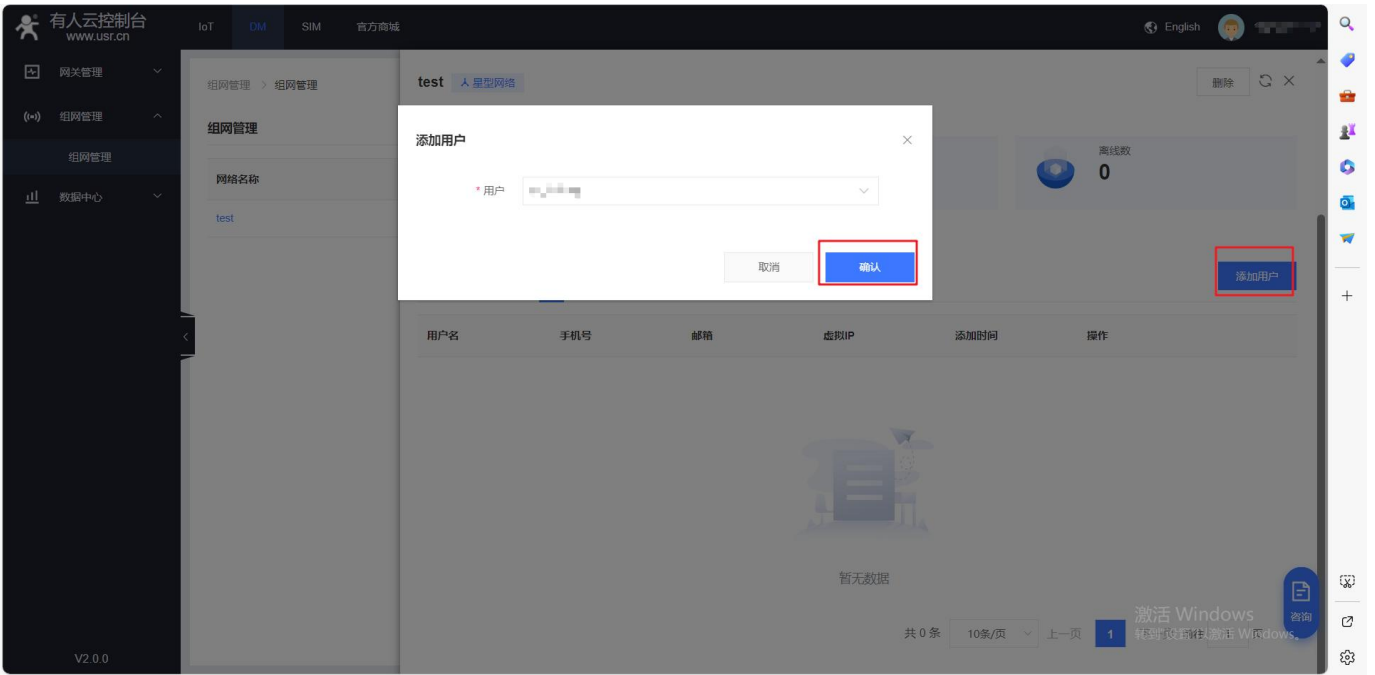 有人云控制台
www.usr.cn
IoT
DM
SIM
官方商城
English
网关管理
组网管理
组网管理
数据中心
V2.0.0
组网管理 > 组网管理
组网管理
网络名称
test
test
星型网络
删除
离线数
0
添加用户
* 用户
取消
确认
添加用户
用户名
手机号
邮箱
虚拟IP
添加时间
操作
暂无数据
共 0 条
10条/页
上一页
1
咨询
激活 Windows